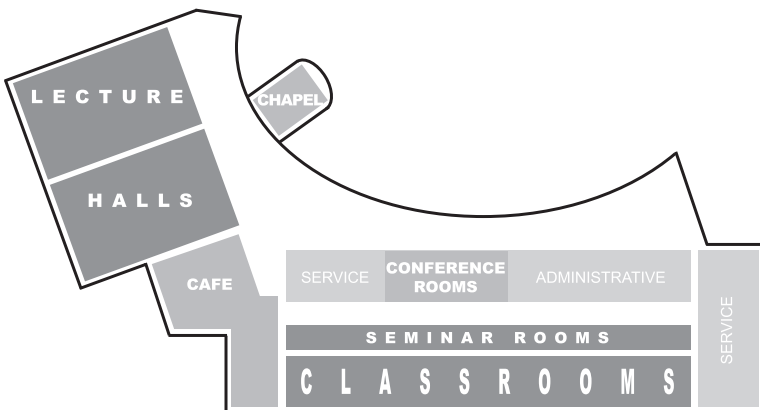 LECTURE
HALLS
CHAPEL
CAFE
SERVICE
CONFERENCE
ROOMS
ADMINISTRATIVE
SEMINAR ROOMS
CLASSROOMS
SERVICE